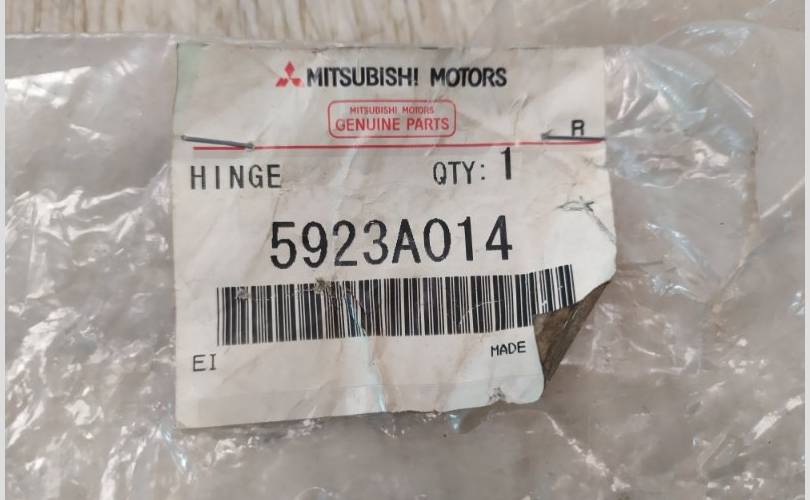 MITSUBISHI MOTORS
MITSUBISHI MOTORS
GENUINE PARTS
R
HINGE QTY: 1
5923A014
EI MADE